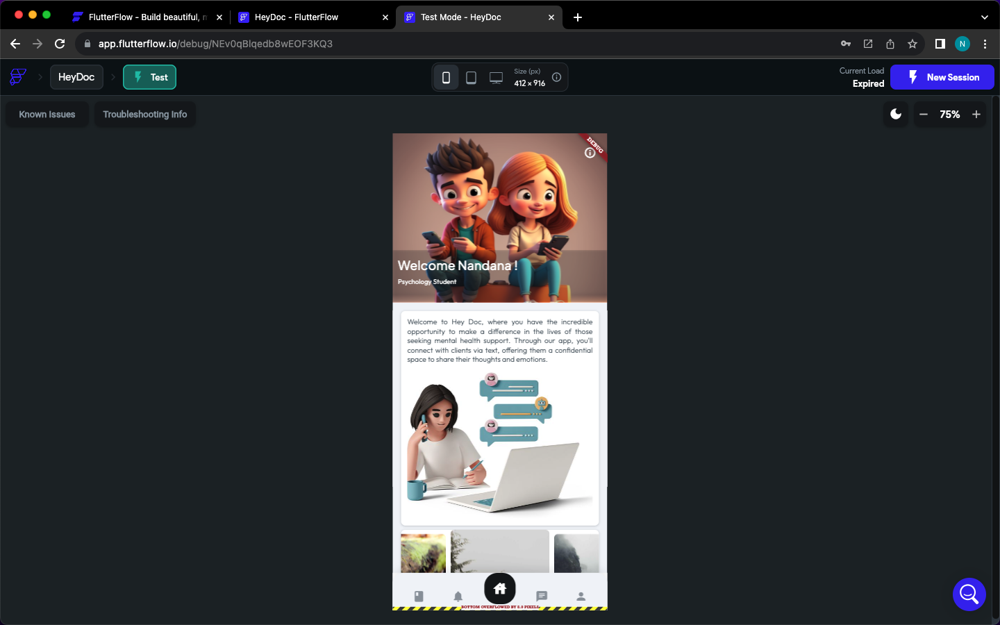 FlutterFlow - Build beautiful,
HeyDoc - FlutterFlow
Test Mode - HeyDoc
app.flutterflow.io/debug/NEv0qBlqedb8wEOF3KQ3
N
HeyDoc
Test
Size (px)
412 × 916
Current Load
Expired
New Session
Known Issues
Troubleshooting Info
75%
DEBUG
Welcome Nandana !
Psychology Student
Welcome to Hey Doc, where you have the incredible
opportunity to make a difference in the lives of those
seeking mental health support. Through our app, you'll
connect with clients via text, offering them a confidential
space to share their thoughts and emotions.
BOTTOM OVERFLOWED BY 8.0 PIXELS